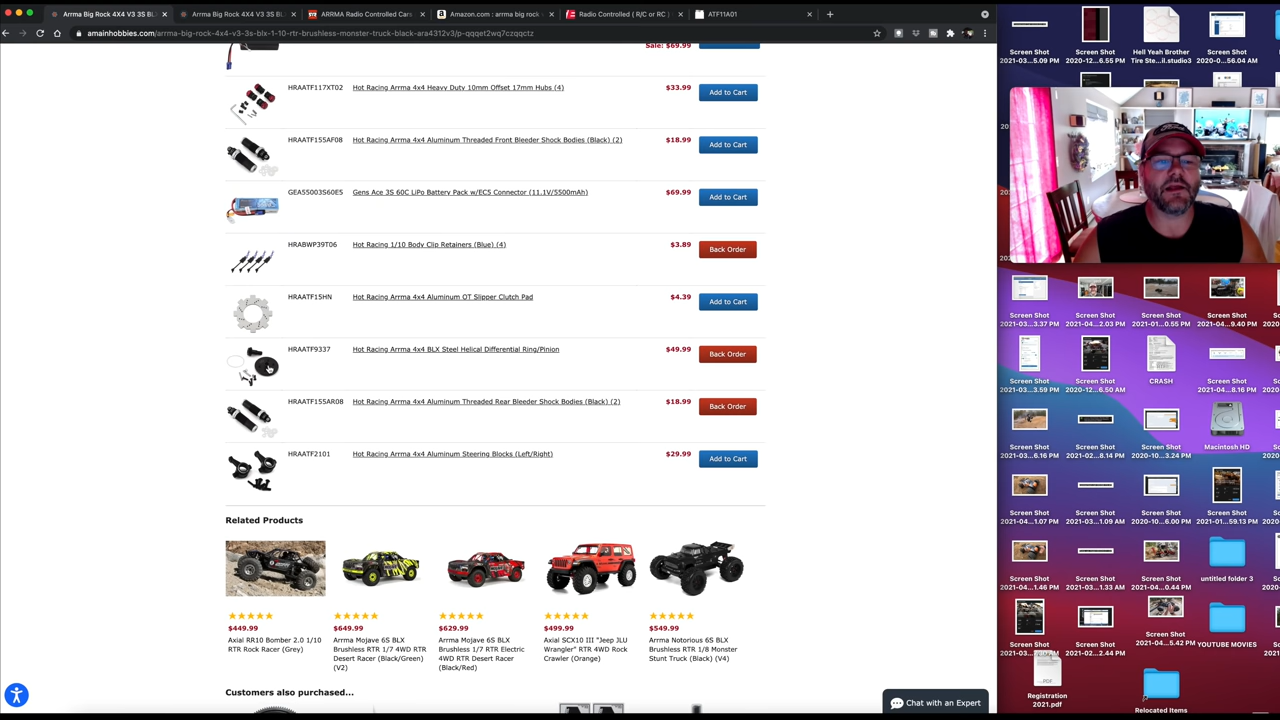 Arrma Big Rock 4X4 V3 3S BL
Arrma Big Rock 4X4 V3 3S BL
ARRMA Radio Controlled Cars
Amazon.com : arrma big rock
Radio Controlled ( R/C or RC )
ATF11A01
amainhobbies.com/arrma-big-rock-4x4-v3-3s-blx-1-10-rtr-brushless-monster-truck-black-ara4312v3/p-qqqet2wq7czqqctz
Sale: $69.99
HRAATF117XT02 Hot Racing Arrma 4x4 Heavy Duty 10mm Offset 17mm Hubs (4) $33.99 Add to Cart
HRAATF155AF08 Hot Racing Arrma 4x4 Aluminum Threaded Front Bleeder Shock Bodies (Black) (2) $18.99 Add to Cart
GEA55003S60E5 Gens Ace 3S 60C LiPo Battery Pack w/EC5 Connector (11.1V/5500mAh) $69.99 Add to Cart
HRABWP39T06 Hot Racing 1/10 Body Clip Retainers (Blue) (4) $3.89 Back Order
HRAATF15HN Hot Racing Arrma 4x4 Aluminum OT Slipper Clutch Pad $4.39 Add to Cart
HRAATF9337 Hot Racing Arrma 4x4 BLX Steel Helical Differential Ring/Pinion $49.99 Back Order
HRAATF155AR08 Hot Racing Arrma 4x4 Aluminum Threaded Rear Bleeder Shock Bodies (Black) (2) $18.99 Back Order
HRAATF2101 Hot Racing Arrma 4x4 Aluminum Steering Blocks (Left/Right) $29.99 Add to Cart
Related Products
$449.99
Axial RR10 Bomber 2.0 1/10
RTR Rock Racer (Grey)
$649.99
Arrma Mojave 6S BLX
Brushless RTR 1/7 4WD RTR
Desert Racer (Black/Green)
(V2)
$629.99
Arrma Mojave 6S BLX
Brushless 1/7 RTR Electric
4WD RTR Desert Racer
(Black/Red)
$499.99
Axial SCX10 III "Jeep JLU
Wrangler" RTR 4WD Rock
Crawler (Orange)
$549.99
Arrma Notorious 6S BLX
Brushless RTR 1/8 Monster
Stunt Truck (Black) (V4)
Customers also purchased...
Chat with an Expert
Screen Shot
2021-03...5.09 PM
Screen Shot
2020-12...6.55 PM
Hell Yeah Brother
Tire Ste...il.studio3
Screen Shot
2020-0...56.04 AM
Screen Shot
2021-03...3.37 PM
Screen Shot
2021-04...2.03 PM
Screen Shot
2021-01...0.55 PM
Screen Shot
2021-04...9.40 PM
Screen Shot
2021-03...3.59 PM
Screen Shot
2020-12...6.50 AM
CRASH
Screen Shot
2021-04...8.16 PM
Screen Shot
2021-03...6.16 PM
Screen Shot
2021-02...8.14 PM
Screen Shot
2020-10...3.24 PM
Macintosh HD
Screen Shot
2021-04...1.07 PM
Screen Shot
2021-03...1.09 AM
Screen Shot
2020-10...6.00 PM
Screen Shot
2021-01...59.13 PM
Screen Shot
2021-04...1.46 PM
Screen Shot
2021-03...1.33 AM
Screen Shot
2021-04...0.44 PM
untitled folder 3
Screen Shot
Screen Shot
2021-02...2.44 PM
Screen Shot
2021-04...5.42 PM
YOUTUBE MOVIES
Registration
2021.pdf
Relocated Items